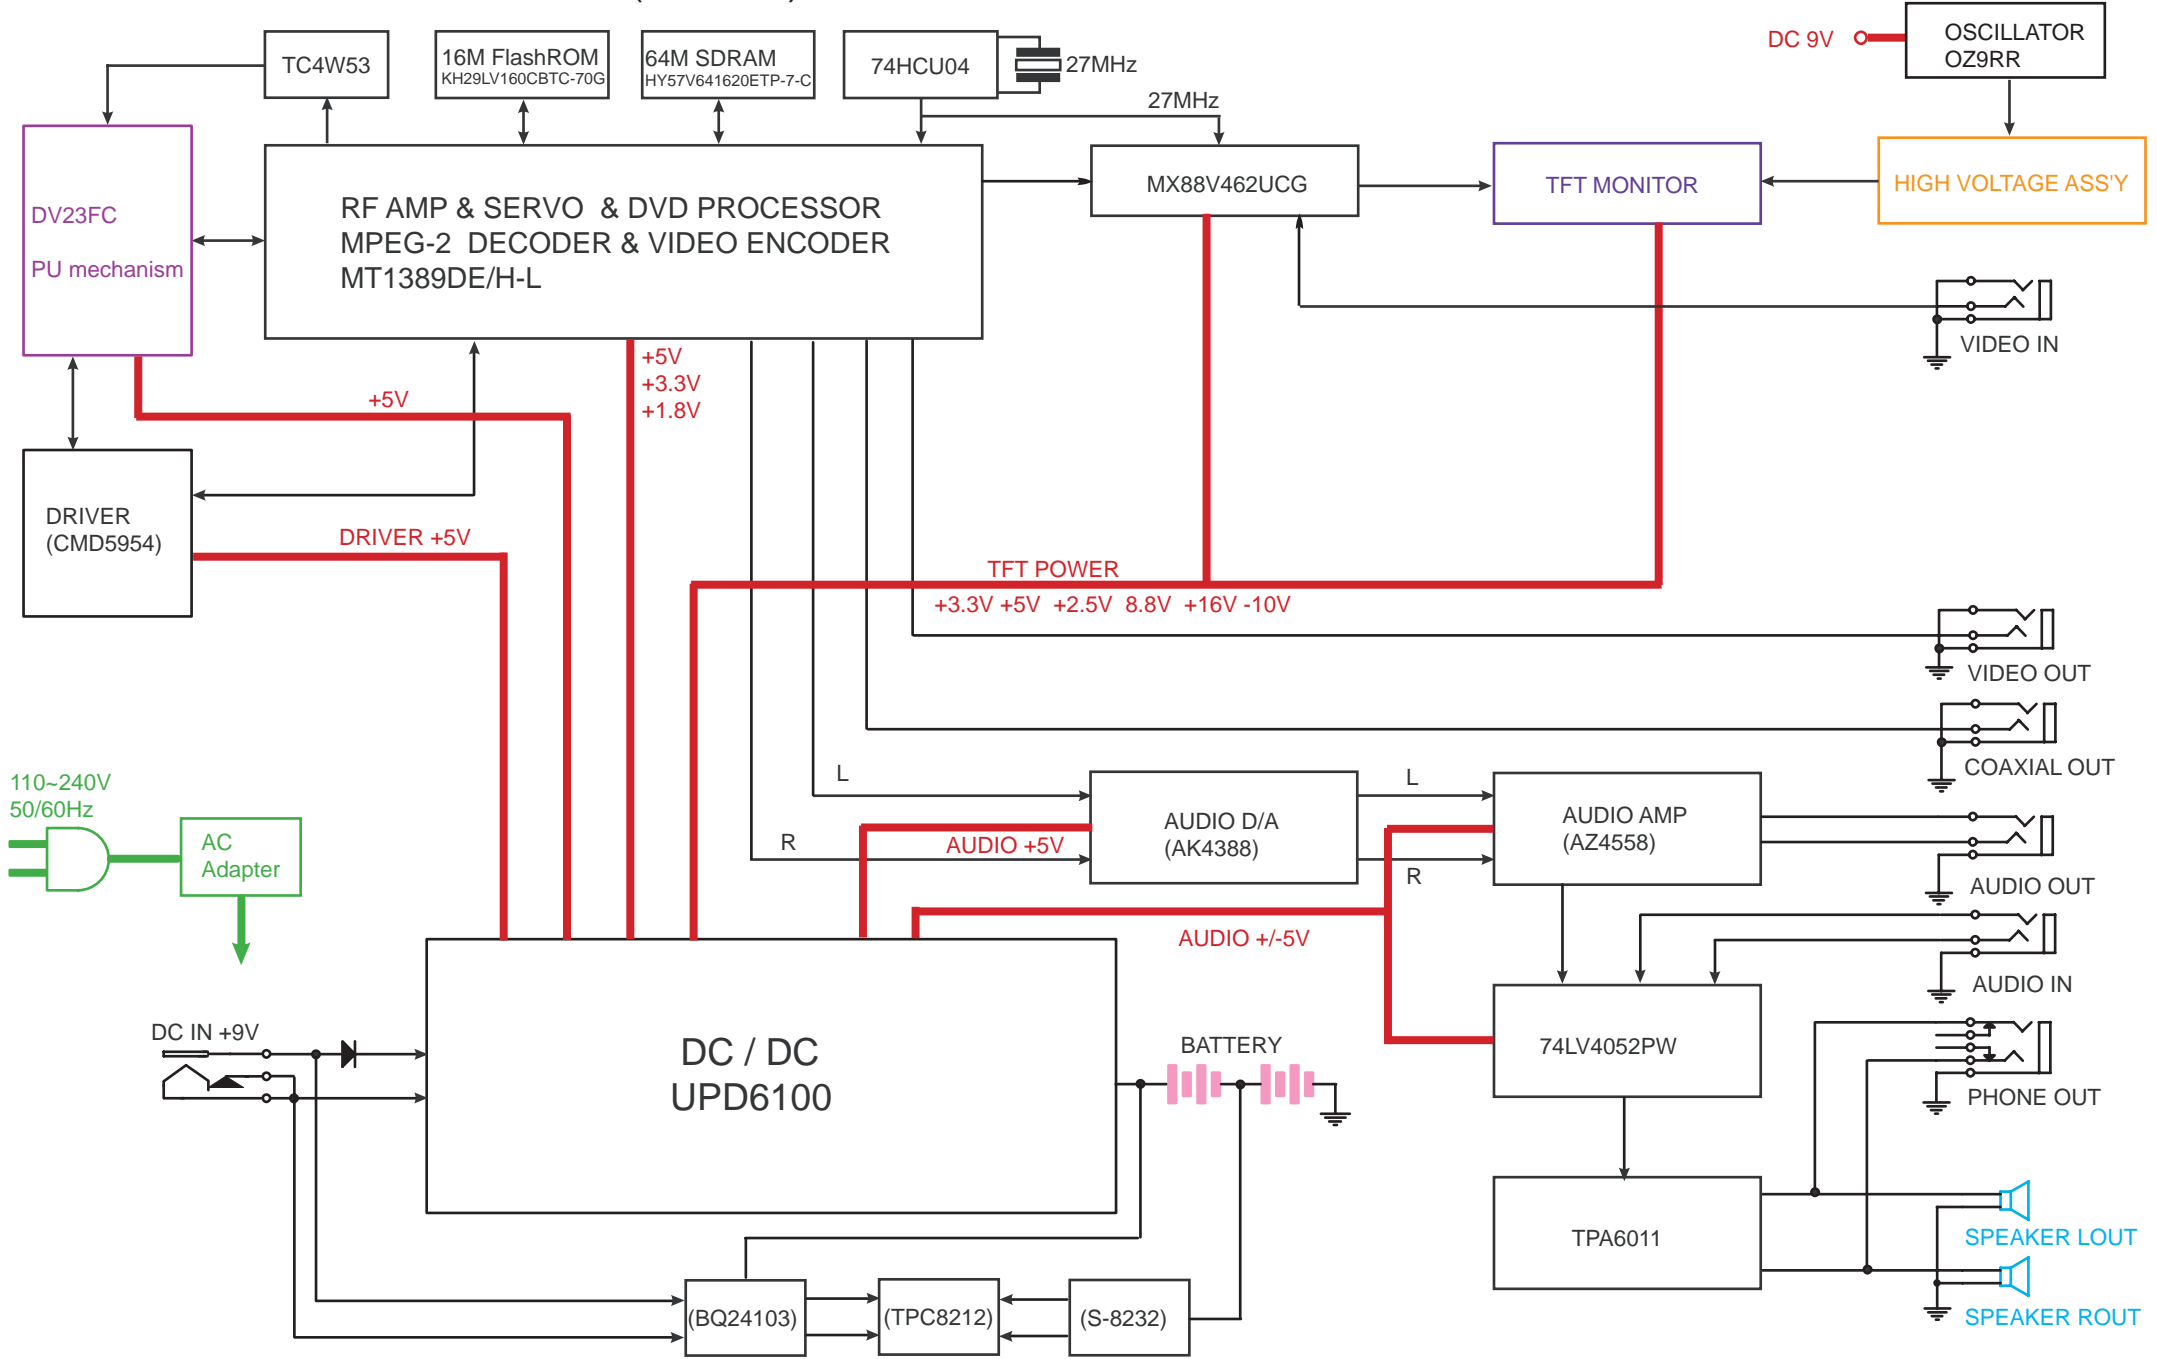 TC4W53
16M FlashROM
KH29LV160CBTC-70G
64M SDRAM
HY57V641620ETP-7-C
74HCU04
27MHz
27MHz
DC 9V
OSCILLATOR
OZ9RR
DV23FC
PU mechanism
RF AMP & SERVO & DVD PROCESSOR
MPEG-2 DECODER & VIDEO ENCODER
MT1389DE/H-L
MX88V462UCG
TFT MONITOR
HIGH VOLTAGE ASS'Y
VIDEO IN
+5V
+5V
+3.3V
+1.8V
DRIVER
(CMD5954)
DRIVER +5V
TFT POWER
+3.3V +5V +2.5V 8.8V +16V -10V
VIDEO OUT
COAXIAL OUT
110~240V
50/60Hz
AC
Adapter
L
R
AUDIO +5V
AUDIO D/A
(AK4388)
L
R
AUDIO AMP
(AZ4558)
AUDIO OUT
AUDIO +/-5V
AUDIO IN
DC IN +9V
DC / DC
UPD6100
BATTERY
74LV4052PW
PHONE OUT
TPA6011
SPEAKER LOUT
SPEAKER ROUT
(BQ24103)
(TPC8212)
(S-8232)